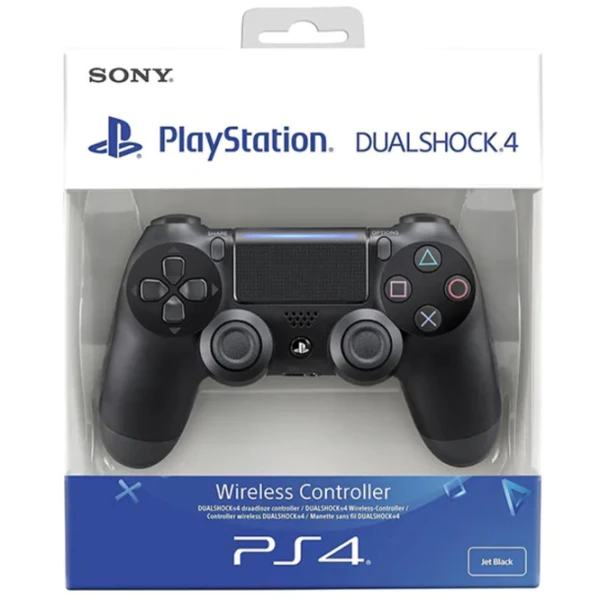 SONY
PlayStation® DUALSHOCK®4
SHARE
OPTIONS
Wireless Controller
DUALSHOCK®4 draadloze controller / DUALSHOCK®4 Wireless-Controller /
Controller wireless DUALSHOCK®4 / Manette sans fil DUALSHOCK®4
PS4
Jet Black